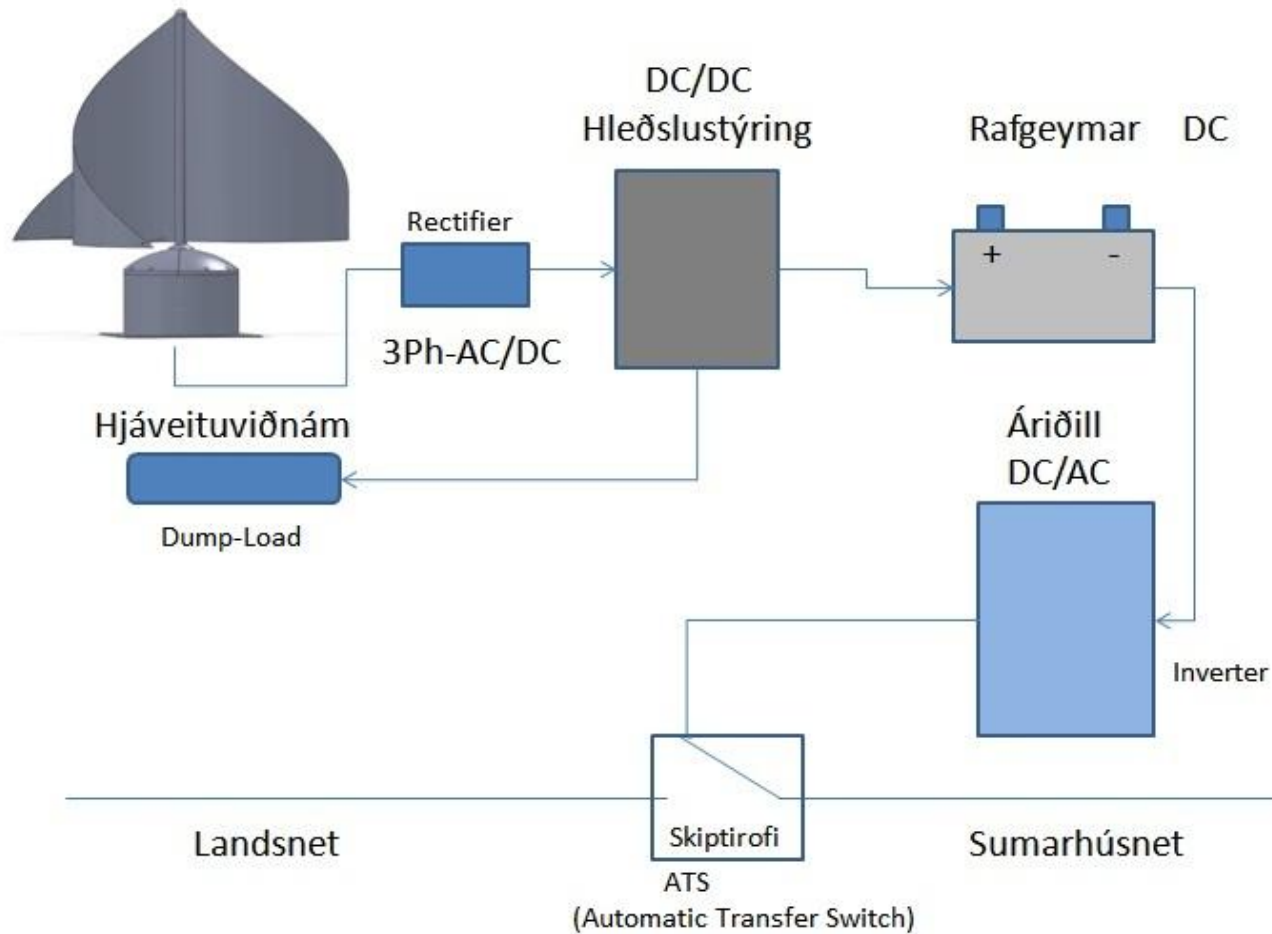 DC/DC
Hleðslustýring
Rafgeymar DC
Rectifier
+ -
3Ph-AC/DC
Hjáveituviðnám
Dump-Load
Áriðill
DC/AC
Inverter
Skiptirofi
Landsnet
Sumarhúsnet
ATS
(Automatic Transfer Switch)